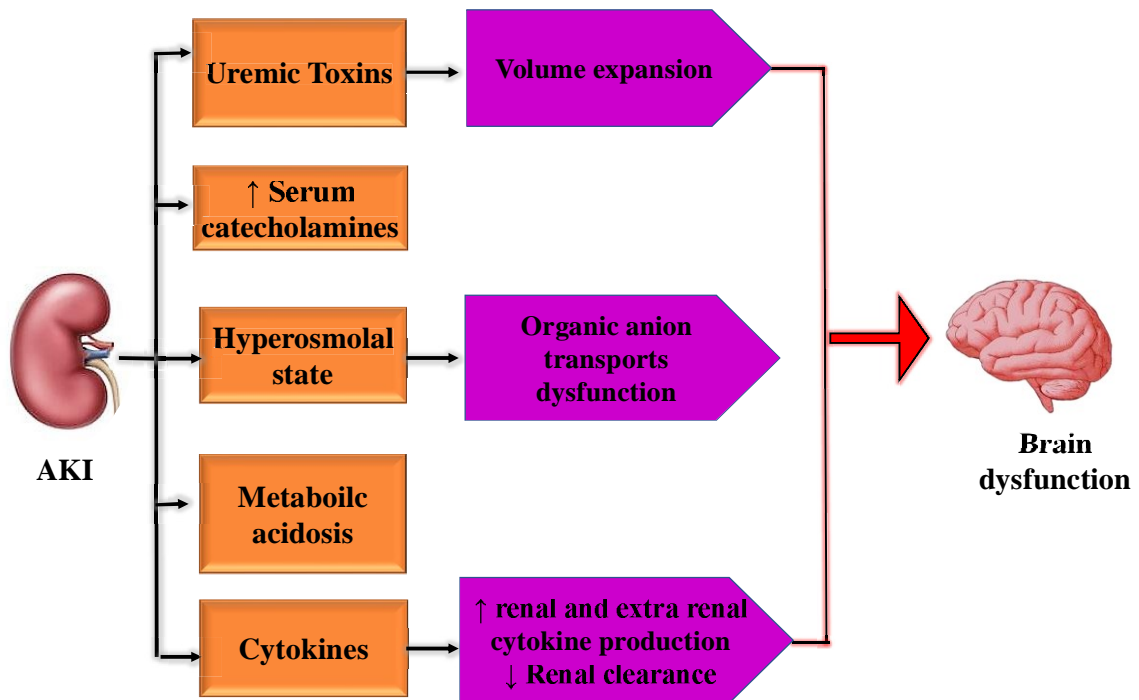 Uremic Toxins
Volume expansion
↑ Serum
catecholamines
Hyperosmolal
state
Organic anion
transports
dysfunction
AKI
Brain
dysfunction
Metaboilc
acidosis
Cytokines
↑ renal and extra renal
cytokine production
↓ Renal clearance